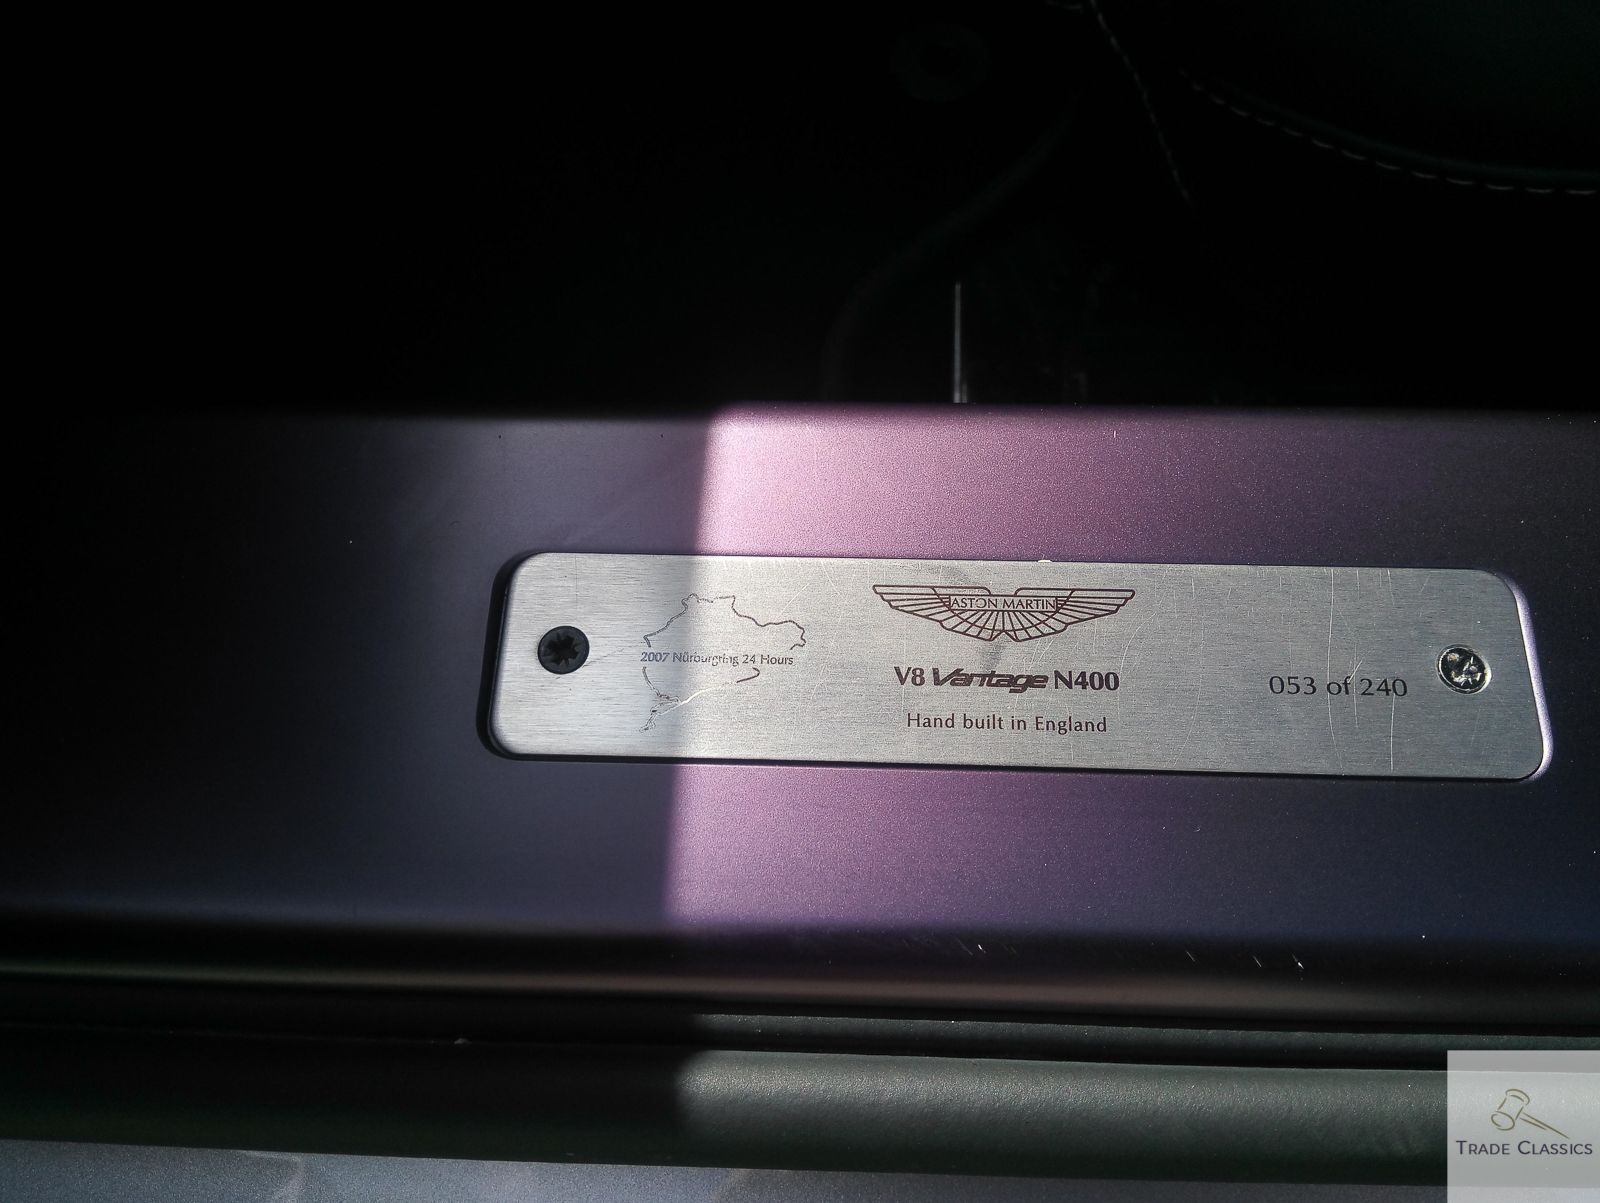 ASTON MARTIN
2007 Nürburgring 24 Hours
V8 Vantage N400
053 of 240
Hand built in England
TRADE CLASSICS